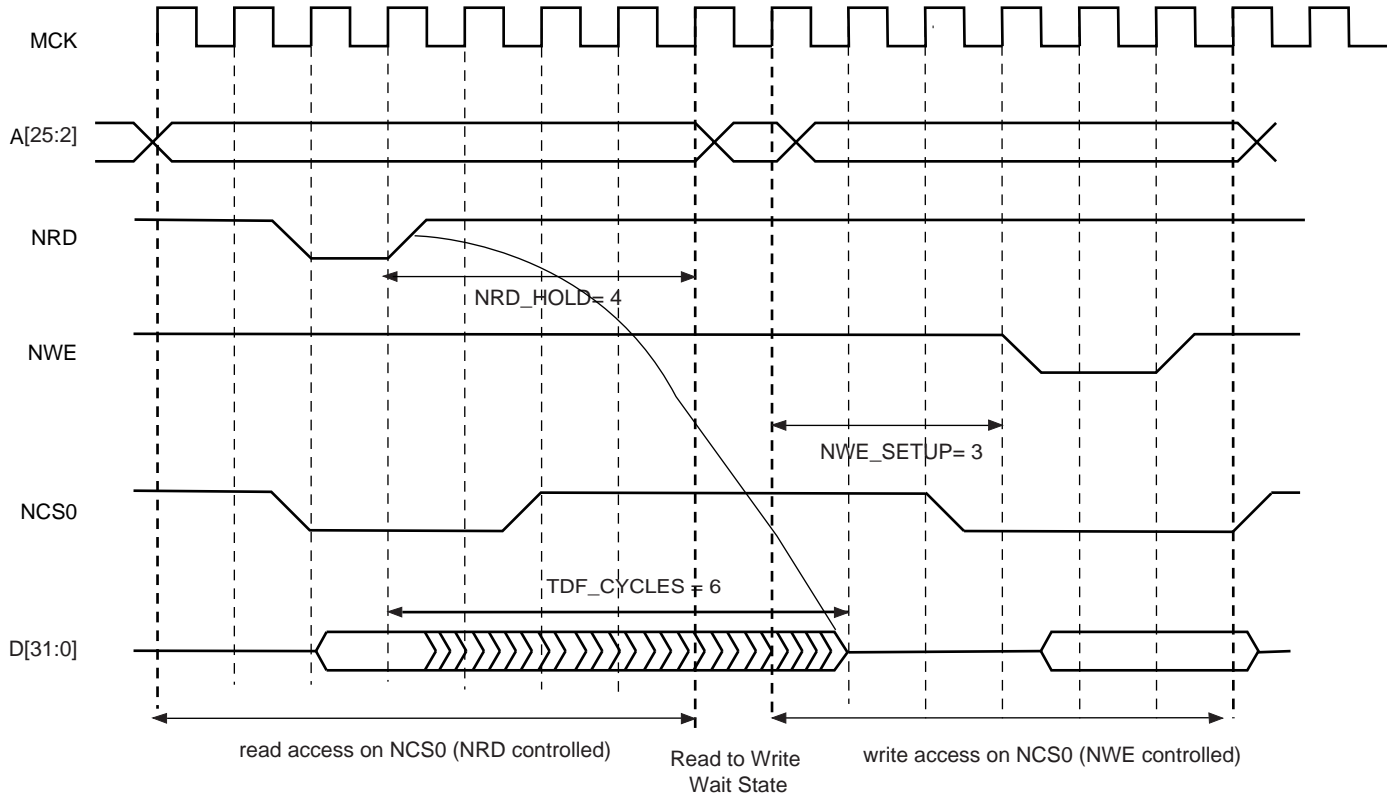 MCK
A[25:2]
NRD
NRD_HOLD= 4
NWE
NWE_SETUP= 3
NCS0
TDF_CYCLES = 6
D[31:0]
read access on NCS0 (NRD controlled)
Read to Write
Wait State
write access on NCS0 (NWE controlled)